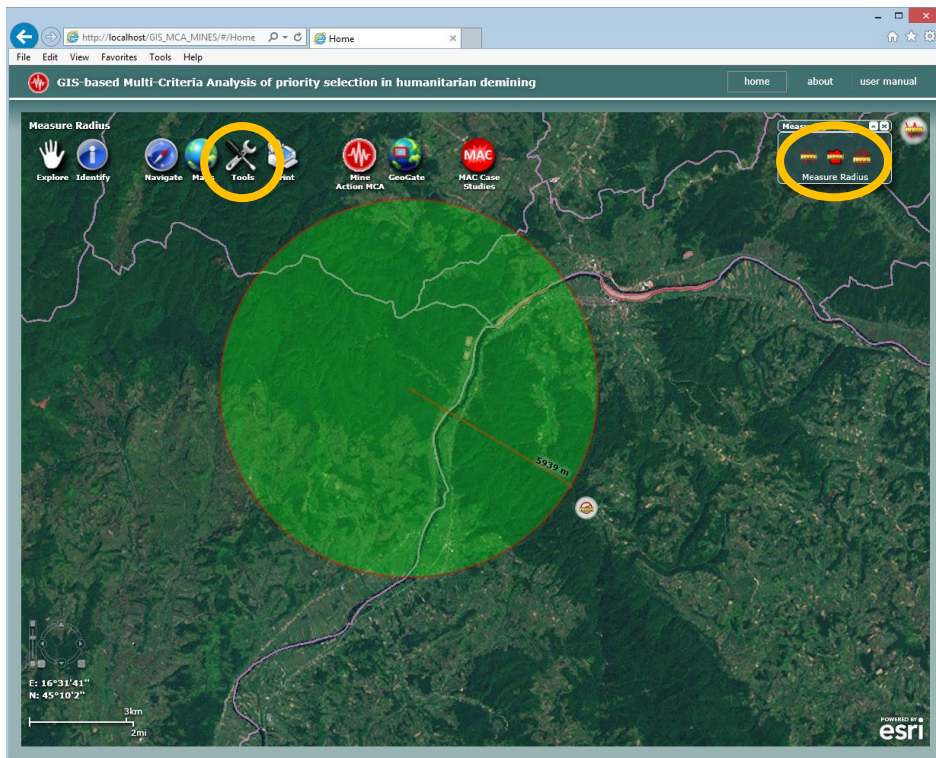 http://localhost/GIS_MCA_MINES/#/Home
Home
File Edit View Favorites Tools Help
GIS-based Multi-Criteria Analysis of priority selection in humanitarian demining
home about user manual
Measure Radius
Explore Identify Navigate Tools Mine Action MCA GeoGate MAC Case Studies
MAC
Measure Radius
5939 m
E: 16°31'41"
N: 45°10'2"
3km
2mi
POWERED BY
esri